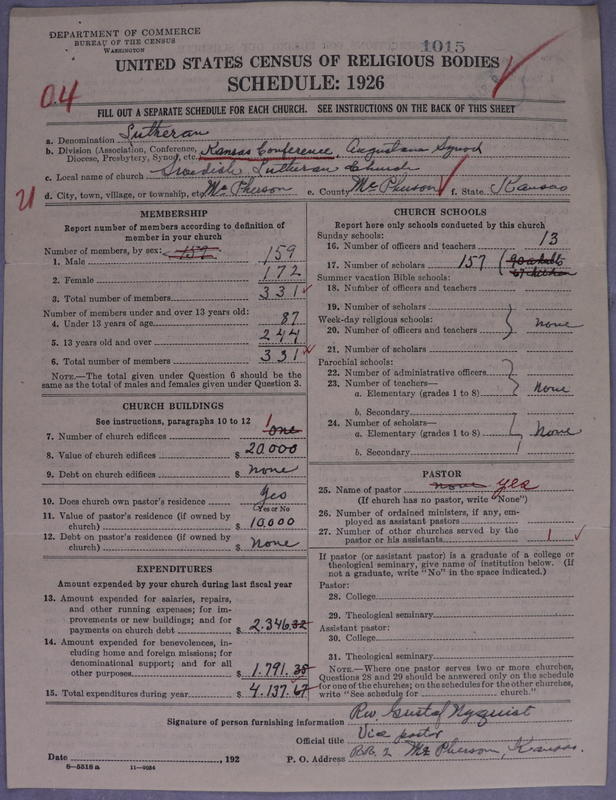 DEPARTMENT OF COMMERCE
BUREAU OF THE CENSUS
WASHINGTON
1015
UNITED STATES CENSUS OF RELIGIOUS BODIES
SCHEDULE: 1926
04
FILL OUT A SEPARATE SCHEDULE FOR EACH CHURCH. SEE INSTRUCTIONS ON THE BACK OF THIS SHEET
a. Denomination Lutheran
b. Division (Association, Conference, Diocese, Presbytery, Synod, etc. Kansas Conference, Augustana Synod
c. Local name of church Swedish Lutheran Church
d. City, town, village, or township, etc. McPherson e. County McPherson f. State Kansas
21
MEMBERSHIP
Report number of members according to definition of
member in your church
Number of members, by sex: 159
1. Male 159
2. Female 172
3. Total number of members 331
Number of members under and over 13 years old:
4. Under 13 years of age 87
5. 13 years old and over 244
6. Total number of members 331
NOTE.—The total given under Question 6 should be
same as the total of males and females given under Question 3.
CHURCH BUILDINGS
See instructions, paragraphs 10 to 12
7. Number of church edifices 1 one
8. Value of church edifices $ 20,000
9. Debt on church edifices $ none
10. Does church own pastor's residence yes
Yes or No
11. Value of pastor's residence (if owned by
church) $ 10,000
12. Debt on pastor's residence (if owned by
church) $ None
EXPENDITURES
Amount expended by your church during last fiscal year
13. Amount expended for salaries, repairs,
and other running expenses; for im-
provements or new buildings; and for
payments on church debt $ 2.346.32
14. Amount expended for benevolences, in-
cluding home and foreign missions; for
denominational support; and for all
other purposes $ 1.791.35
15. Total expenditures during year $ 4.137.67
CHURCH SCHOOLS
Report here only schools conducted by this church
Sunday schools:
16. Number of officers and teachers 13
17. Number of scholars 157 (90 adults
67 children
Summer vacation Bible schools:
18. Number of officers and teachers
19. Number of scholars
Week-day religious schools:
20. Number of officers and teachers none
21. Number of scholars
Parochial schools:
22. Number of administrative officers
23. Number of teachers—
a. Elementary (grades 1 to 8) None
b. Secondary
24. Number of scholars—
a. Elementary (grades 1 to 8) None
b. Secondary
PASTOR
25. Name of pastor none yes
(If church has no pastor, write "None")
26. Number of ordained ministers, if any, em-
ployed as assistant pastors
27. Number of other churches served by the
pastor or his assistants 1
If pastor (or assistant pastor) is a graduate of a college or
theological seminary, give name of institution below. (If
not a graduate, write "No" in the space indicated.)
Pastor:
28. College
29. Theological seminary
Assistant pastor:
30. College
31. Theological seminary
NOTE.—Where one pastor serves two or more churches,
Questions 28 and 29 should be answered only on the schedule
for one of the churches; on the schedules for the other churches,
write "See schedule for church."
Signature of person furnishing information Rev. Gustaf Nyquist
Official title Vice pastor
Date , 192 P. O. Address R.R. 2 McPherson, Kansas.
8—5518 a 11—9034